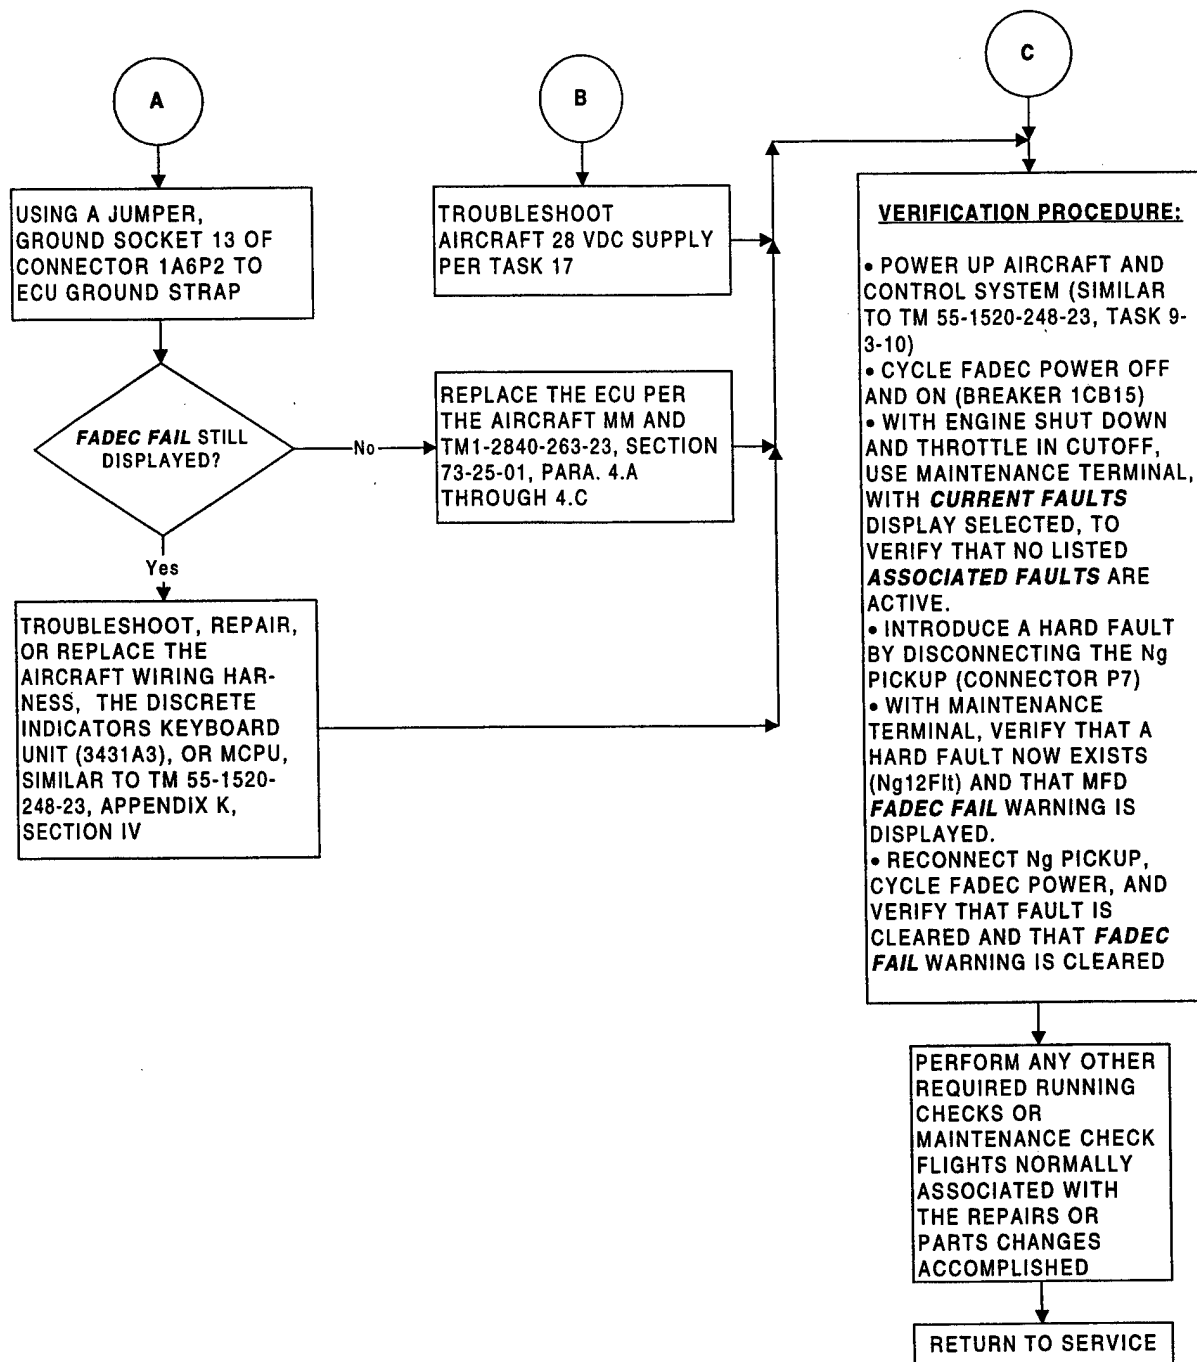 A
USING A JUMPER,
GROUND SOCKET 13 OF
CONNECTOR 1A6P2 TO
ECU GROUND STRAP
FADEC FAIL STILL
DISPLAYED?
No
Yes
TROUBLESHOOT, REPAIR,
OR REPLACE THE
AIRCRAFT WIRING HAR-
NESS, THE DISCRETE
INDICATORS KEYBOARD
UNIT (3431A3), OR MCPU,
SIMILAR TO TM 55-1520-
248-23, APPENDIX K,
SECTION IV
B
TROUBLESHOOT
AIRCRAFT 28 VDC SUPPLY
PER TASK 17
REPLACE THE ECU PER
THE AIRCRAFT MM AND
TM1-2840-263-23, SECTION
73-25-01, PARA. 4.A
THROUGH 4.C
C
VERIFICATION PROCEDURE:
• POWER UP AIRCRAFT AND
CONTROL SYSTEM (SIMILAR
TO TM 55-1520-248-23, TASK 9-
3-10)
• CYCLE FADEC POWER OFF
AND ON (BREAKER 1CB15)
• WITH ENGINE SHUT DOWN
AND THROTTLE IN CUTOFF,
USE MAINTENANCE TERMINAL,
WITH CURRENT FAULTS
DISPLAY SELECTED, TO
VERIFY THAT NO LISTED
ASSOCIATED FAULTS ARE
ACTIVE.
• INTRODUCE A HARD FAULT
BY DISCONNECTING THE Ng
PICKUP (CONNECTOR P7)
• WITH MAINTENANCE
TERMINAL, VERIFY THAT A
HARD FAULT NOW EXISTS
(Ng12Flt) AND THAT MFD
FADEC FAIL WARNING IS
DISPLAYED.
• RECONNECT Ng PICKUP,
CYCLE FADEC POWER, AND
VERIFY THAT FAULT IS
CLEARED AND THAT FADEC
FAIL WARNING IS CLEARED
PERFORM ANY OTHER
REQUIRED RUNNING
CHECKS OR
MAINTENANCE CHECK
FLIGHTS NORMALLY
ASSOCIATED WITH
THE REPAIRS OR
PARTS CHANGES
ACCOMPLISHED
RETURN TO SERVICE